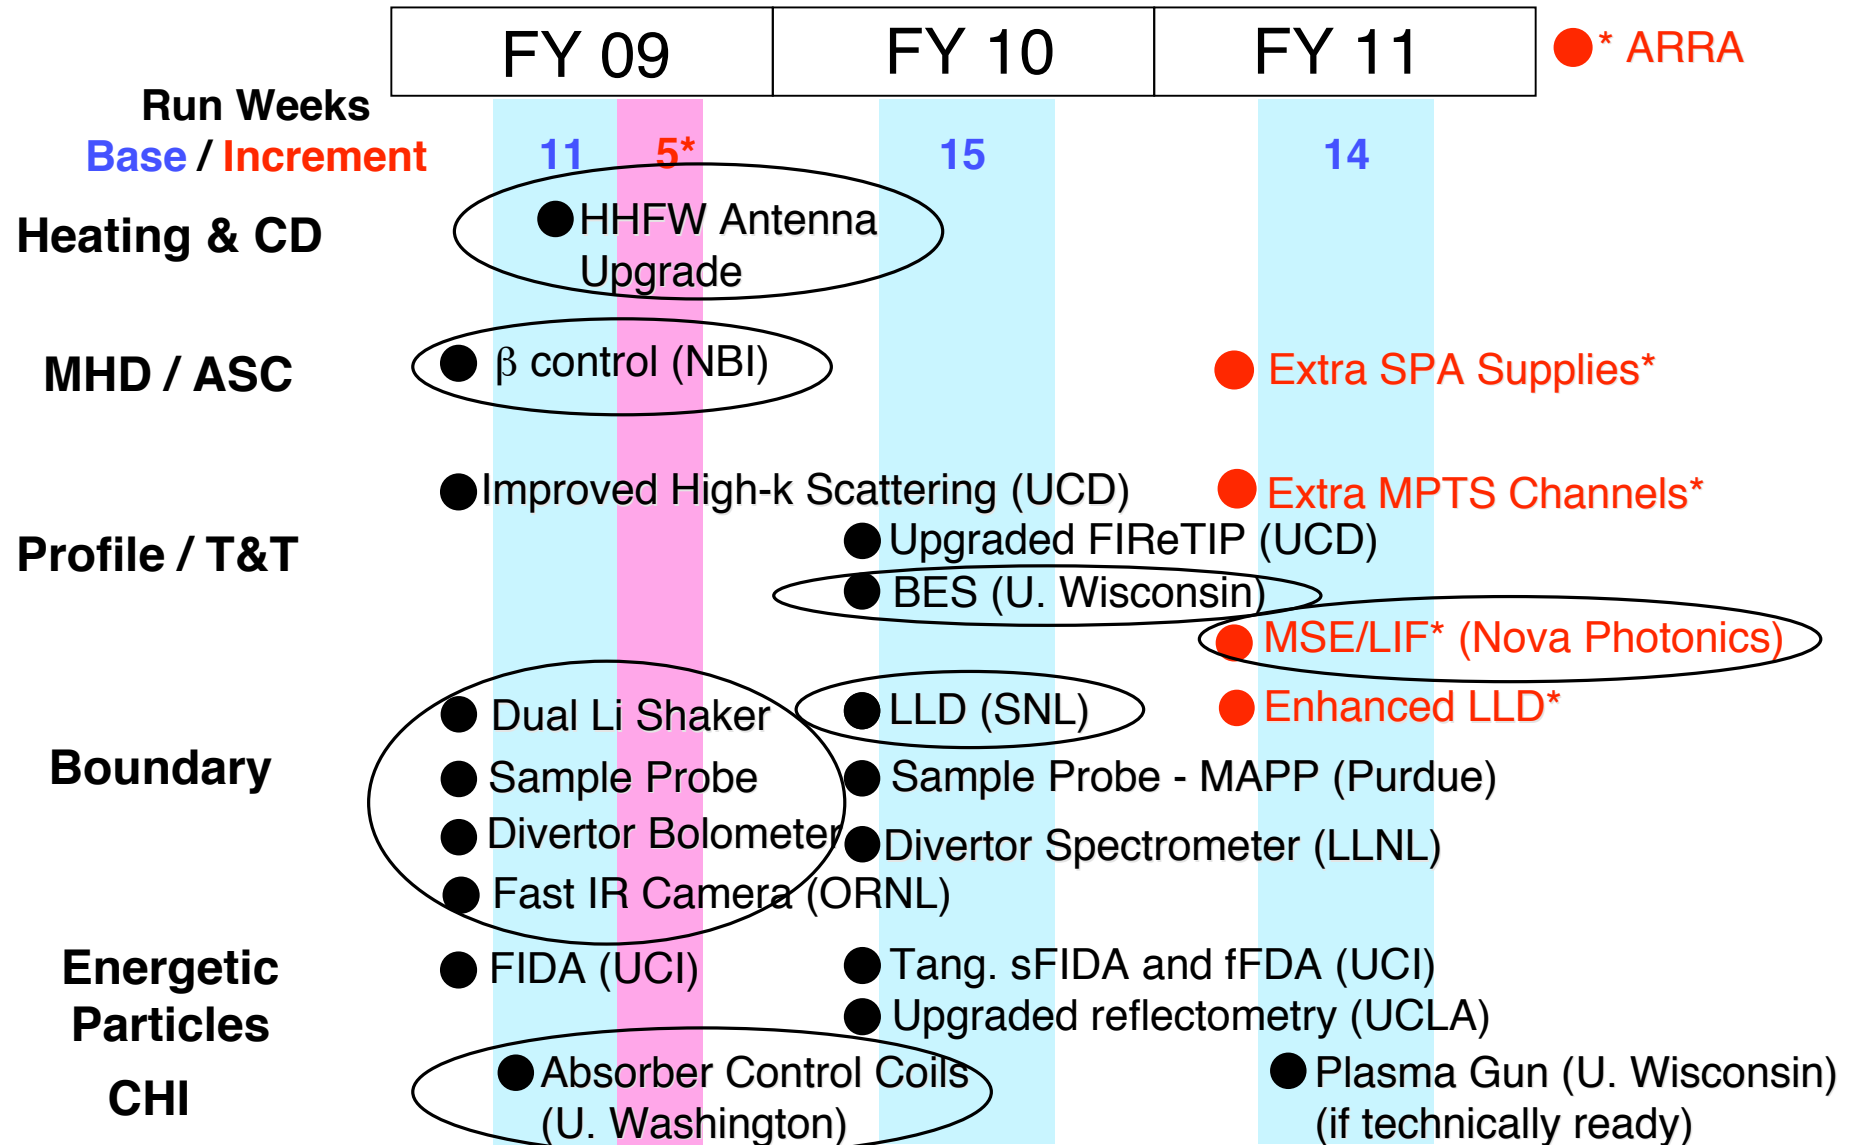 FY 09 FY 10 FY 11 * ARRA
Run Weeks
Base / Increment 11 5* 15 14
Heating & CD
HHFW Antenna
Upgrade
MHD / ASC
β control (NBI)
Extra SPA Supplies*
Profile / T&T
Improved High-k Scattering (UCD)
Extra MPTS Channels*
Upgraded FIReTIP (UCD)
BES (U. Wisconsin)
MSE/LIF* (Nova Photonics)
Boundary
Dual Li Shaker
LLD (SNL)
Enhanced LLD*
Sample Probe
Sample Probe - MAPP (Purdue)
Divertor Bolometer
Divertor Spectrometer (LLNL)
Fast IR Camera (ORNL)
Energetic
Particles
FIDA (UCI)
Tang. sFIDA and fFDA (UCI)
Upgraded reflectometry (UCLA)
CHI
Absorber Control Coils
(U. Washington)
Plasma Gun (U. Wisconsin)
(if technically ready)